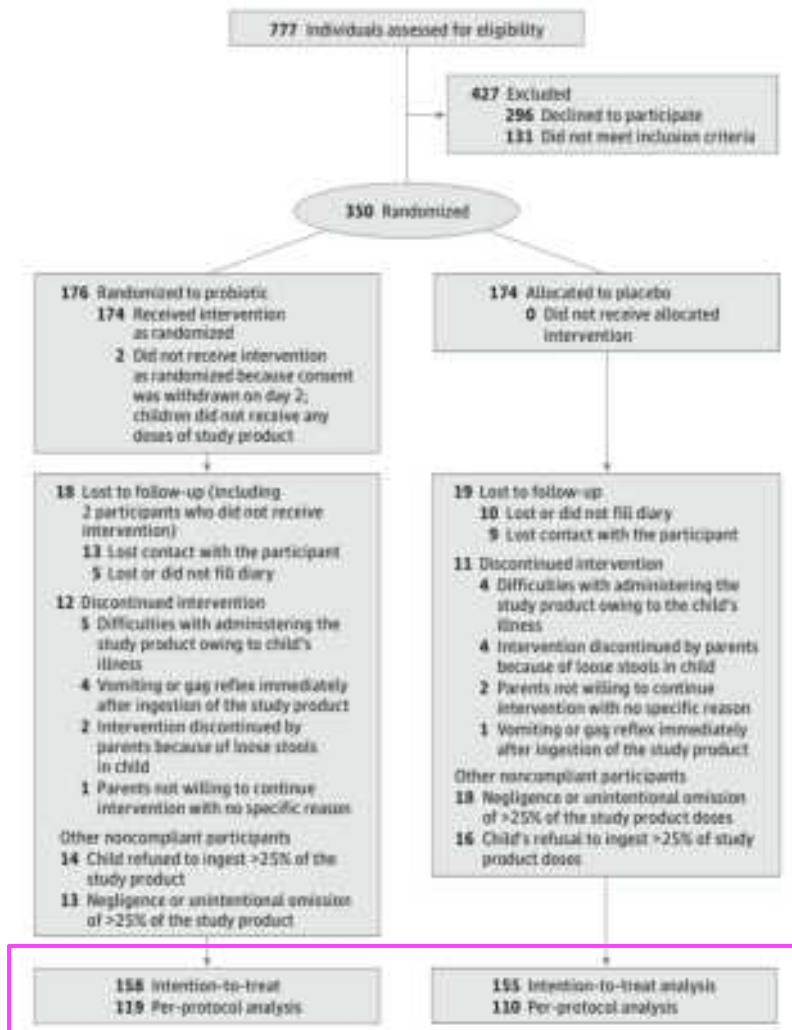 777 Individuals assessed for eligibility
427 Excluded
296 Declined to participate
131 Did not meet inclusion criteria
350 Randomized
176 Randomized to probiotic
174 Received intervention
as randomized
2 Did not receive intervention
as randomized because consent
was withdrawn on day 2;
children did not receive any
doses of study product
174 Allocated to placebo
0 Did not receive allocated
intervention
18 Lost to follow-up (including
2 participants who did not receive
intervention)
13 Lost contact with the participant
5 Lost or did not fill diary
12 Discontinued intervention
5 Difficulties with administering the
study product owing to child's
illness
4 Vomiting or gag reflex immediately
after ingestion of the study product
2 Intervention discontinued by
parents because of loose stools
in child
1 Parents not willing to continue
intervention with no specific reason
Other noncompliant participants
14 Child refused to ingest >25% of the
study product
13 Negligence or unintentional omission
of >25% of the study product
19 Lost to follow-up
10 Lost or did not fill diary
9 Lost contact with the participant
11 Discontinued intervention
4 Difficulties with administering the
study product owing to the child's
illness
4 Intervention discontinued by parents
because of loose stools in child
2 Parents not willing to continue
intervention with no specific reason
1 Vomiting or gag reflex immediately
after ingestion of the study product
Other noncompliant participants
18 Negligence or unintentional omission
of >25% of the study product doses
16 Child's refusal to ingest >25% of study
product doses
158 Intention-to-treat
119 Per-protocol analysis
155 Intention-to-treat analysis
110 Per-protocol analysis